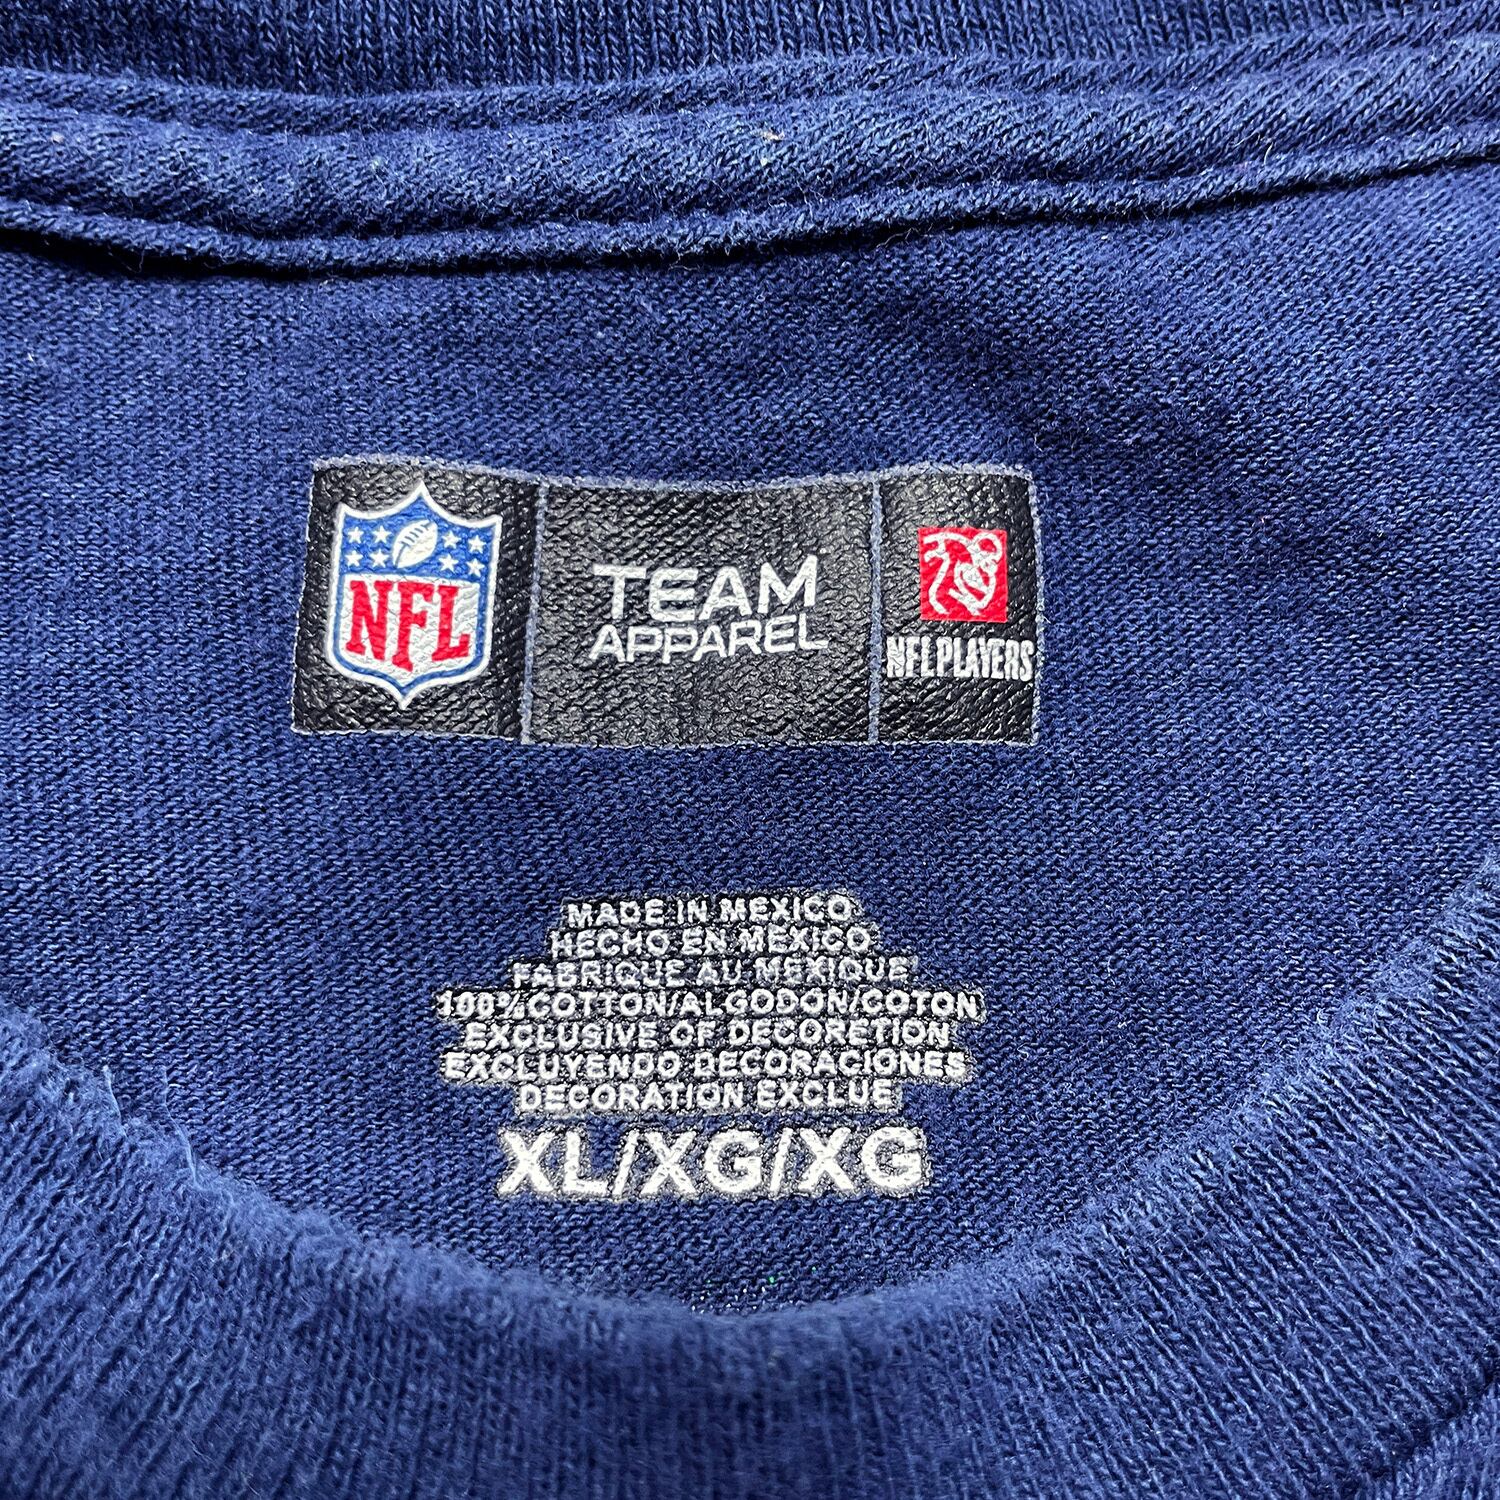 NFL
TEAM
APPAREL
NFL PLAYERS
MADE IN MEXICO
HECHO EN MEXICO
FABRIQUE AU MEXIQUE
100% COTTON/ALGODON/COTON
EXCLUSIVE OF DECORETION
EXCLUYENDO DECORACIONES
DECORATION EXCLUE
XL/XG/XG